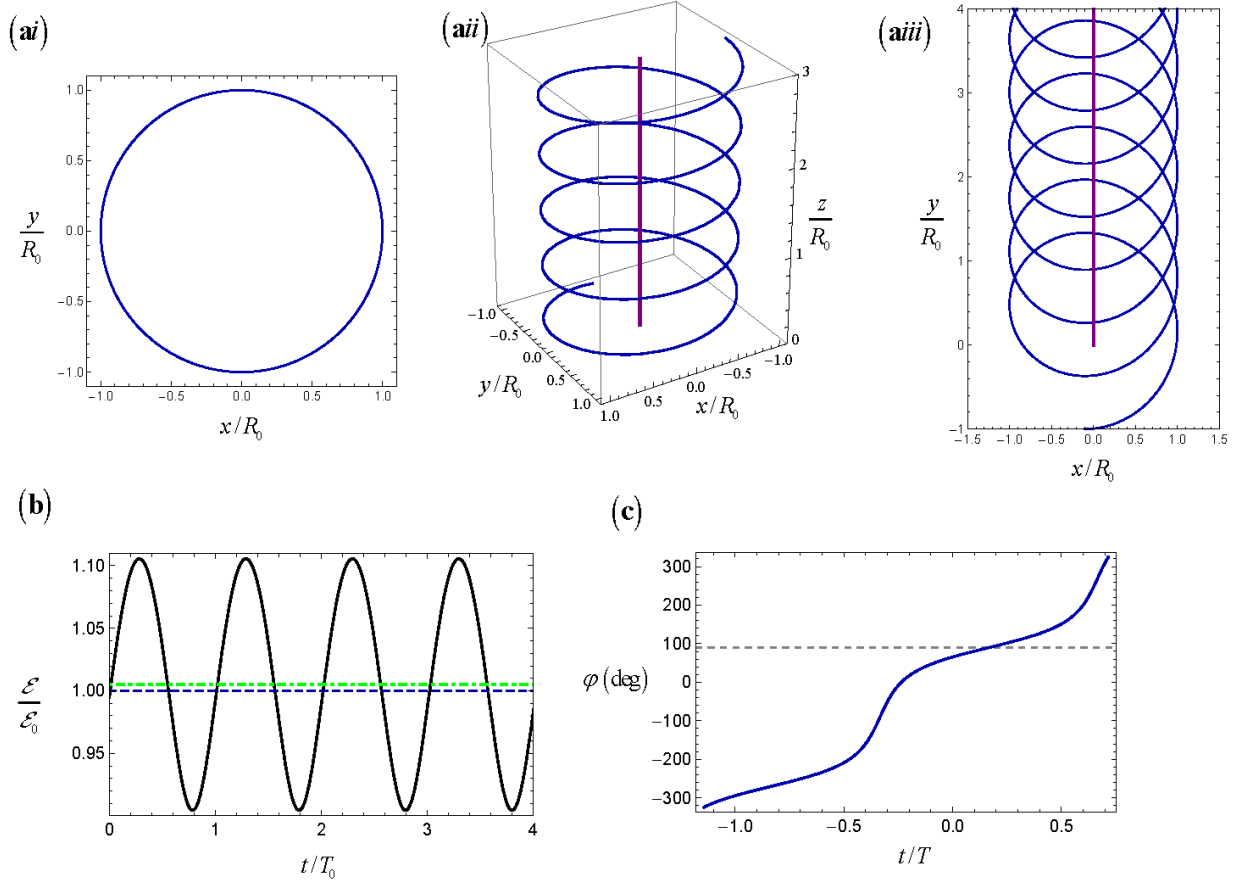 (ai)
1.0
0.5
0.0
−0.5
−1.0
y/R₀
−1.0 −0.5 0.0 0.5 1.0
x/R₀
(aii)
3
2
1
0
z/R₀
−1.0
−0.5
0.0
0.5
1.0
y/R₀
1.0 0.5 0.0 −0.5 −1.0
x/R₀
(aiii)
4
3
2
1
0
−1
y/R₀
−1.5 −1.0 −0.5 0.0 0.5 1.0 1.5
x/R₀
(b)
1.10
1.05
1.00
0.95
ℰ/ℰ₀
0 1 2 3 4
t/T₀
(c)
300
200
100
0
−100
−200
−300
φ(deg)
−1.0 −0.5 0.0 0.5
t/T